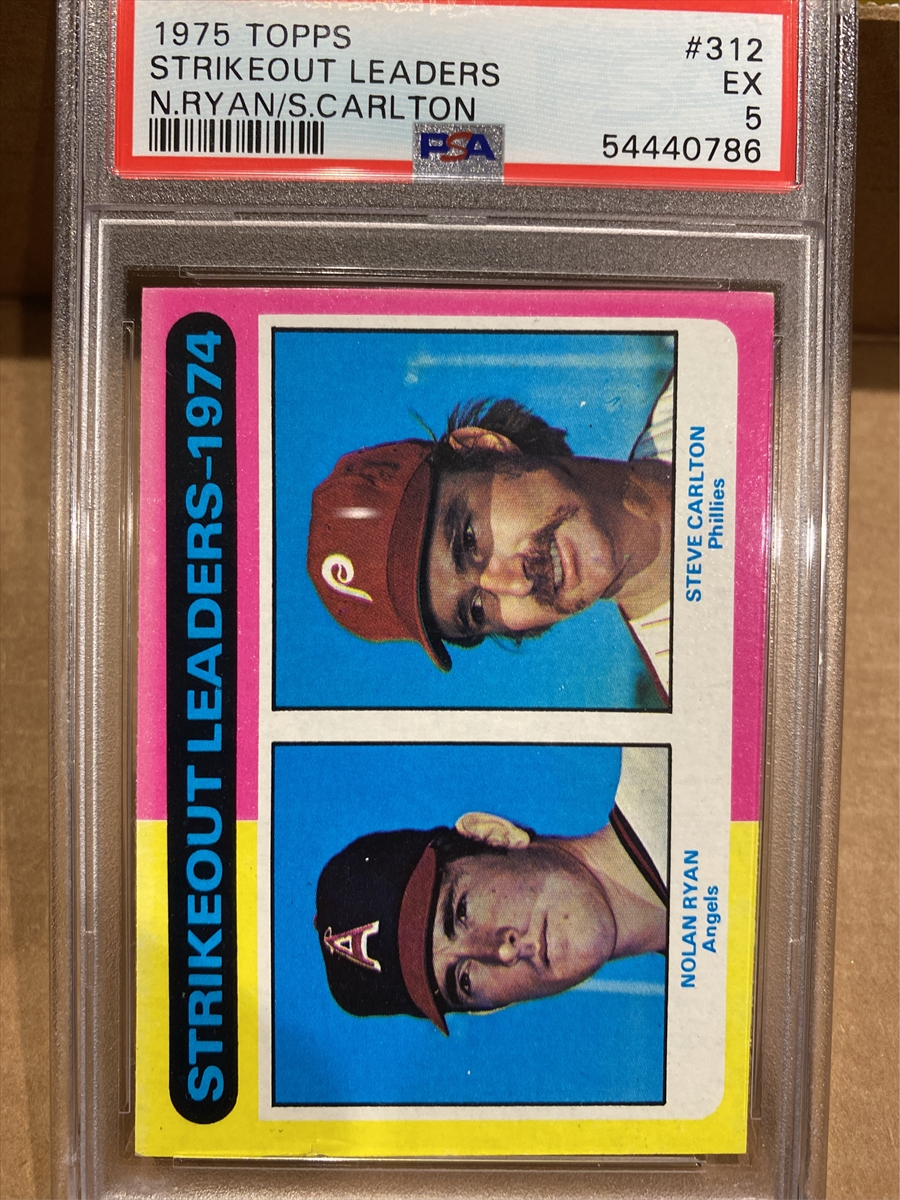 1975 TOPPS
STRIKEOUT LEADERS
N.RYAN/S.CARLTON
#312
EX
5
54440786
PSA
STRIKEOUT LEADERS-1974
A
NOLAN RYAN
Angels
P
STEVE CARLTON
Phillies